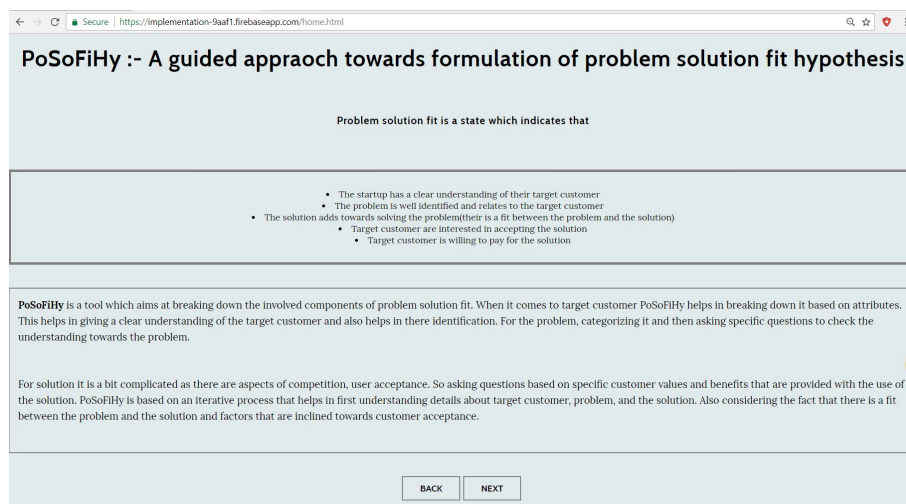 Secure | https://implementation-9aaf1.firebaseapp.com/home.html
PoSoFiHy :- A guided appraoch towards formulation of problem solution fit hypothesis
Problem solution fit is a state which indicates that
• The startup has a clear understanding of their target customer
• The problem is well identified and relates to the target customer
• The solution adds towards solving the problem(their is a fit between the problem and the solution)
• Target customer are interested in accepting the solution
• Target customer is willing to pay for the solution
PoSoFiHy is a tool which aims at breaking down the involved components of problem solution fit. When it comes to target customer PoSoFiHy helps in breaking down it based on attributes.
This helps in giving a clear understanding of the target customer and also helps in there identification. For the problem, categorizing it and then asking specific questions to check the
understanding towards the problem.
For solution it is a bit complicated as there are aspects of competition, user acceptance. So asking questions based on specific customer values and benefits that are provided with the use of
the solution. PoSoFiHy is based on an iterative process that helps in first understanding details about target customer, problem, and the solution. Also considering the fact that there is a fit
between the problem and the solution and factors that are inclined towards customer acceptance.
BACK NEXT